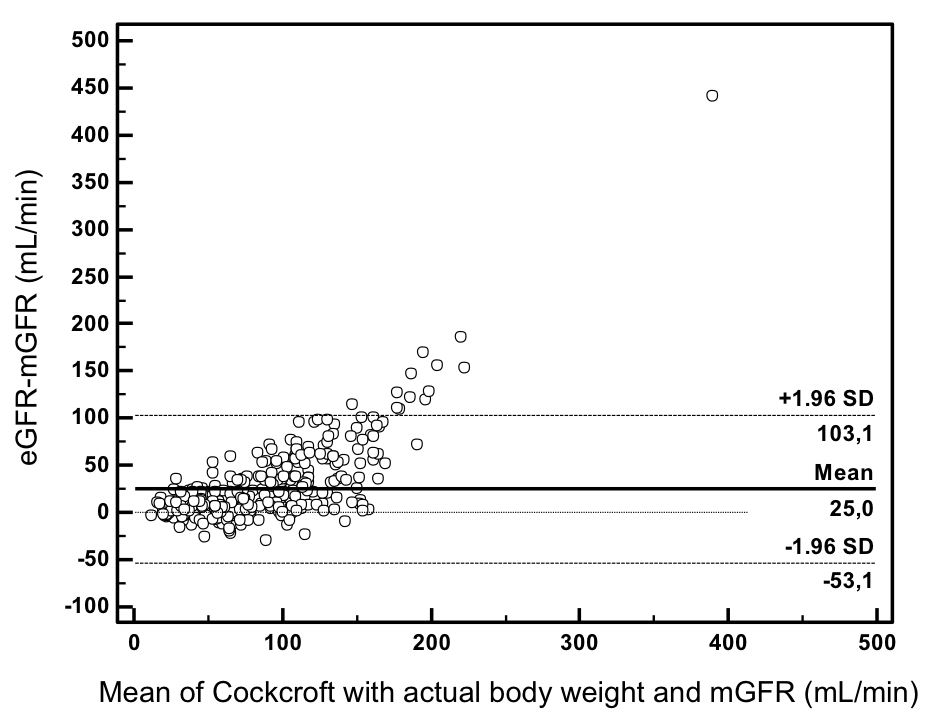 500
450
400
350
300
250
200
150
100
50
0
-50
-100
eGFR-mGFR (mL/min)
+1.96 SD
103,1
Mean
25,0
-1.96 SD
-53,1
0 100 200 300 400 500
Mean of Cockcroft with actual body weight and mGFR (mL/min)